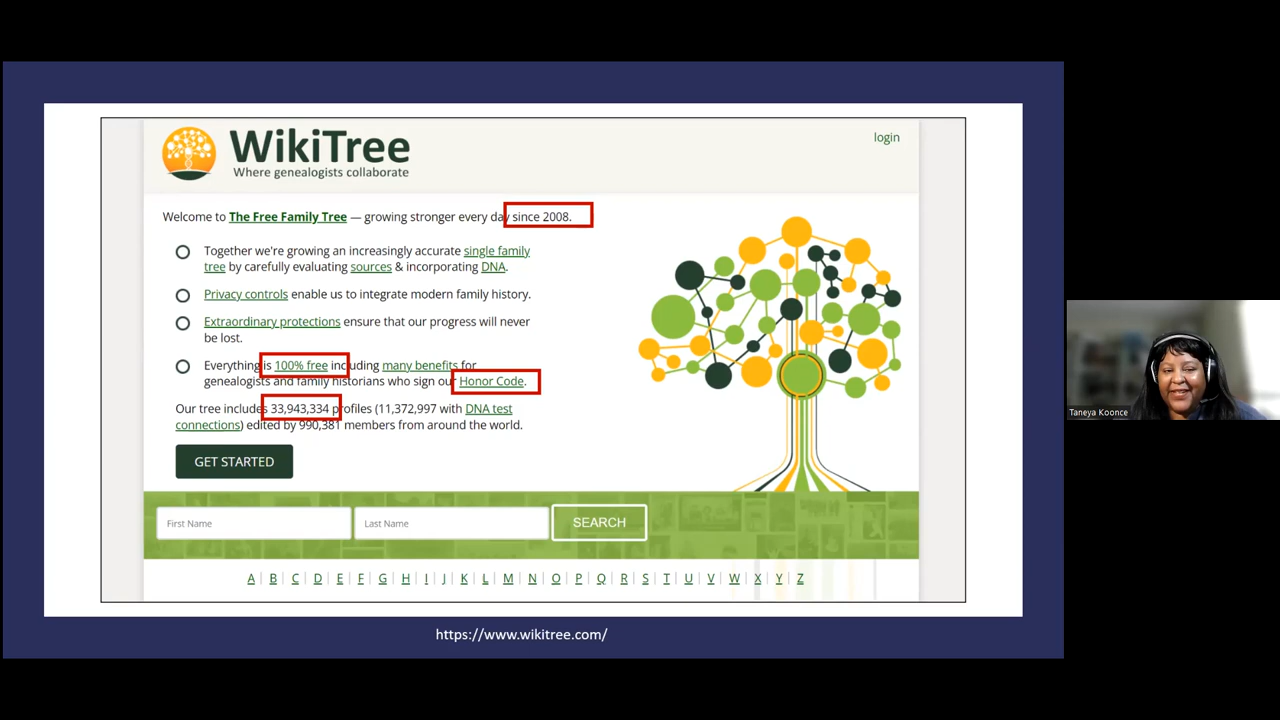 WikiTree
Where genealogists collaborate
login
Welcome to The Free Family Tree — growing stronger every day since 2008.
Together we're growing an increasingly accurate single family
tree by carefully evaluating sources & incorporating DNA.
Privacy controls enable us to integrate modern family history.
Extraordinary protections ensure that our progress will never
be lost.
Everything is 100% free including many benefits for
genealogists and family historians who sign our Honor Code.
Our tree includes 33,943,334 profiles (11,372,997 with DNA test
connections) edited by 990,381 members from around the world.
GET STARTED
First Name
Last Name
SEARCH
A | B | C | D | E | F | G | H | I | J | K | L | M | N | O | P | Q | R | S | T | U | V | W | X | Y | Z
https://www.wikitree.com/
Taneya Koonce